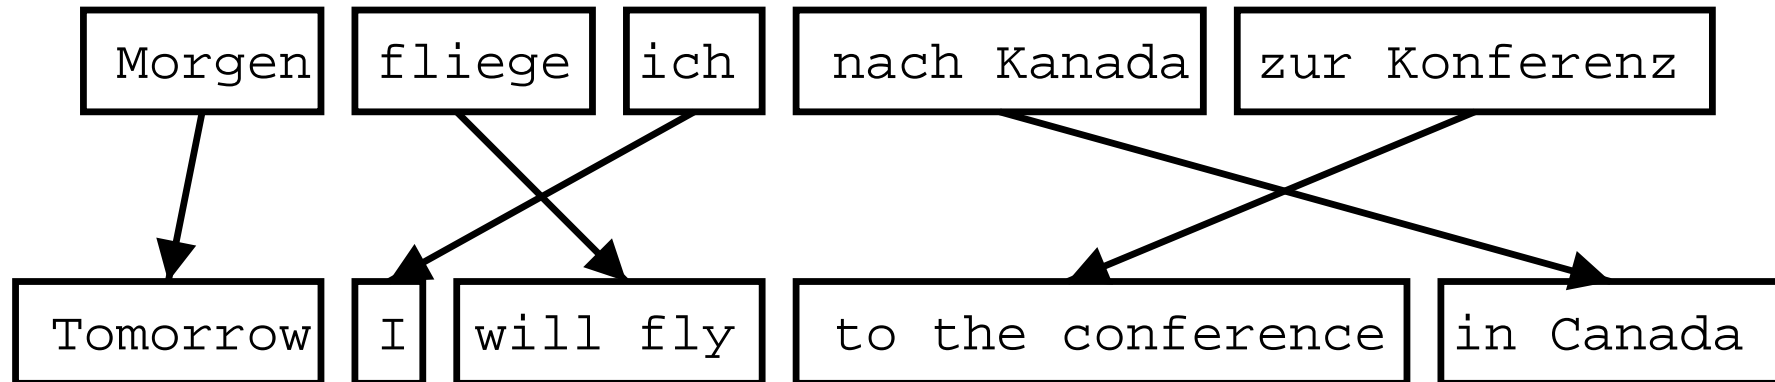 Morgen fliege ich nach Kanada zur Konferenz
Tomorrow I will fly to the conference in Canada